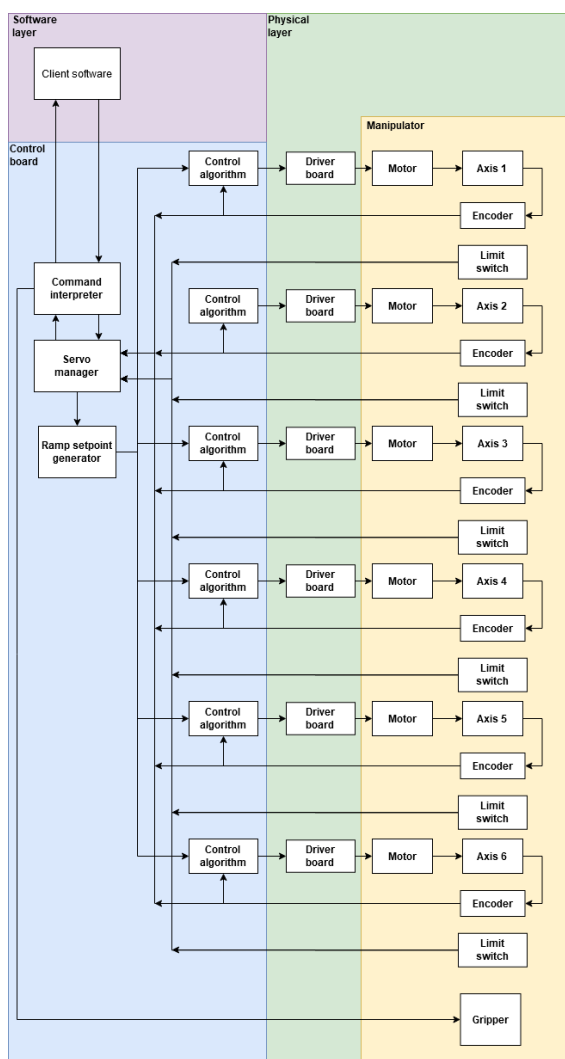 Software
layer
Physical
layer
Client software
Manipulator
Control
board
Control
algorithm
Driver
board
Motor
Axis 1
Encoder
Limit
switch
Command
interpreter
Control
algorithm
Driver
board
Motor
Axis 2
Encoder
Servo
manager
Limit
switch
Ramp setpoint
generator
Control
algorithm
Driver
board
Motor
Axis 3
Encoder
Limit
switch
Control
algorithm
Driver
board
Motor
Axis 4
Encoder
Limit
switch
Control
algorithm
Driver
board
Motor
Axis 5
Encoder
Limit
switch
Control
algorithm
Driver
board
Motor
Axis 6
Encoder
Limit
switch
Gripper